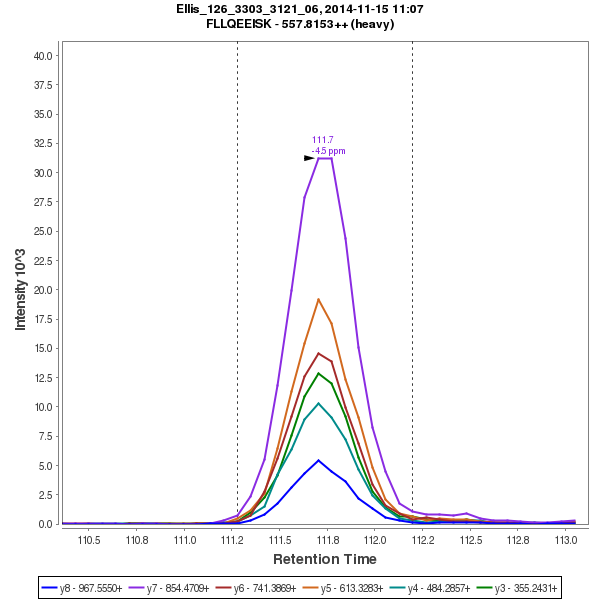 Ellis_126_3303_3121_06, 2014-11-15 11:07
FLLQEEISK - 557.8153++ (heavy)
Intensity 10^3
40.0
37.5
35.0
32.5
30.0
27.5
25.0
22.5
20.0
17.5
15.0
12.5
10.0
7.5
5.0
2.5
0.0
111.7
-4.5 ppm
110.5 110.8 111.0 111.2 111.5 111.8 112.0 112.2 112.5 112.8 113.0
Retention Time
y8 - 967.5550+ y7 - 854.4709+ y6 - 741.3869+ y5 - 613.3283+ y4 - 484.2857+ y3 - 355.2431+